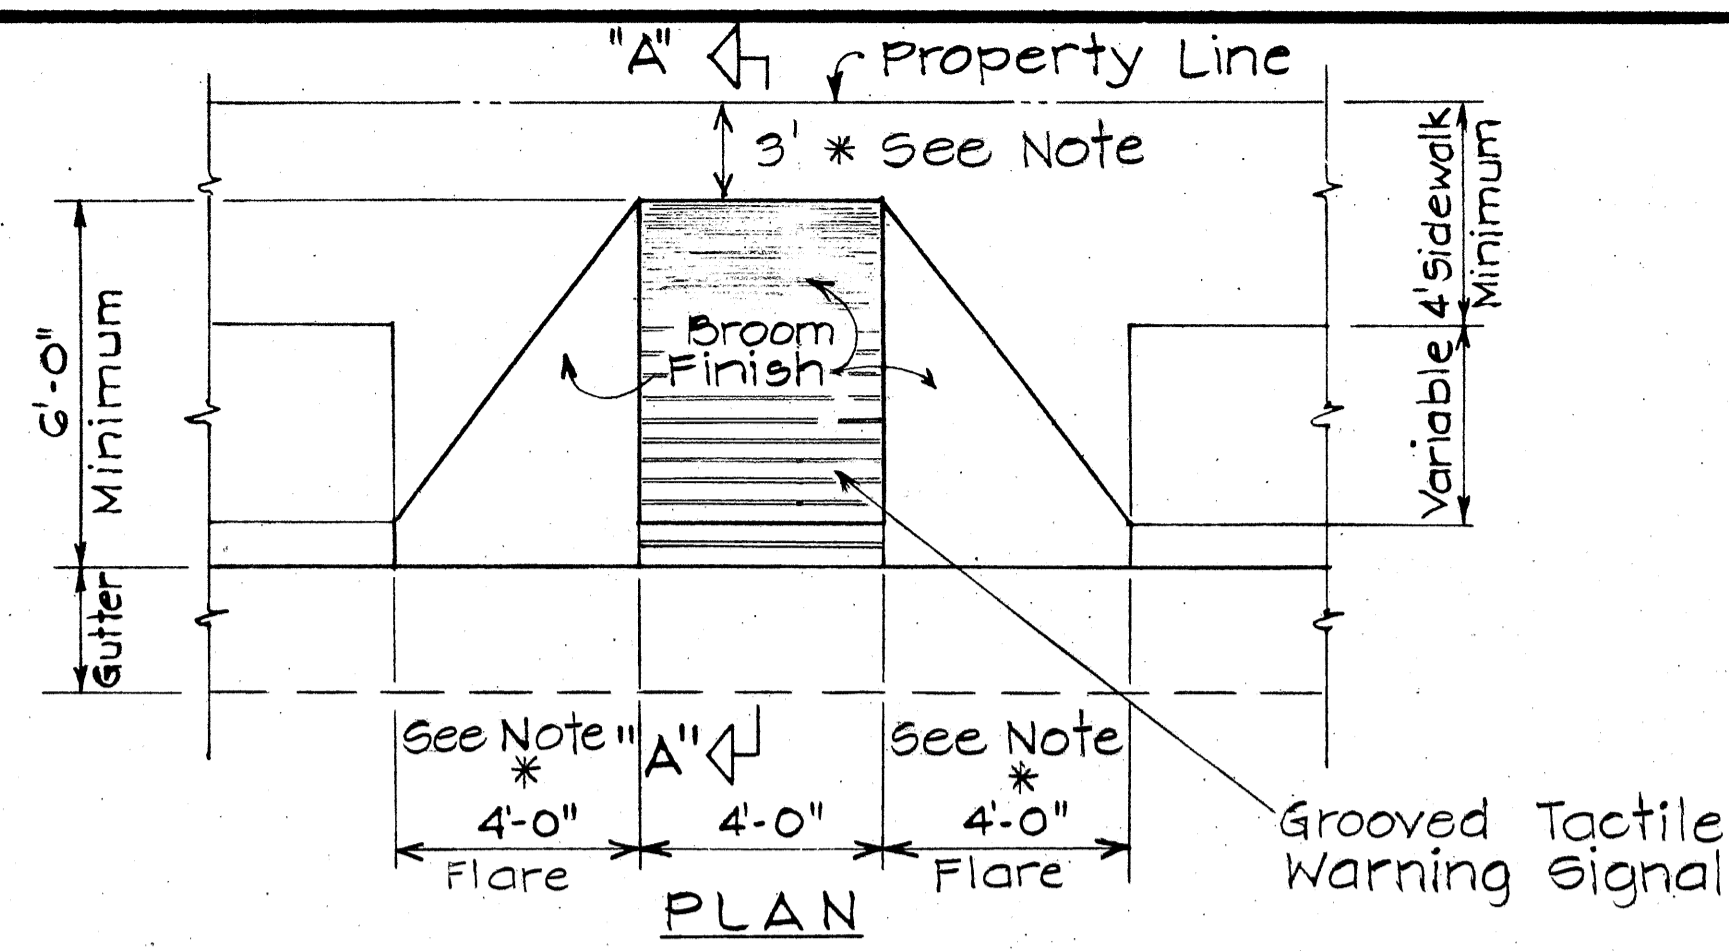 "A"
Property Line
3' * See Note
4' Sidewalk
Minimum
6'-0"
Minimum
Broom
Finish
Variable
Gutter
See Note
*
4'-0"
Flare
"A"
4'-0"
See Note
*
4'-0"
Flare
Grooved Tactile
Warning Signal
PLAN